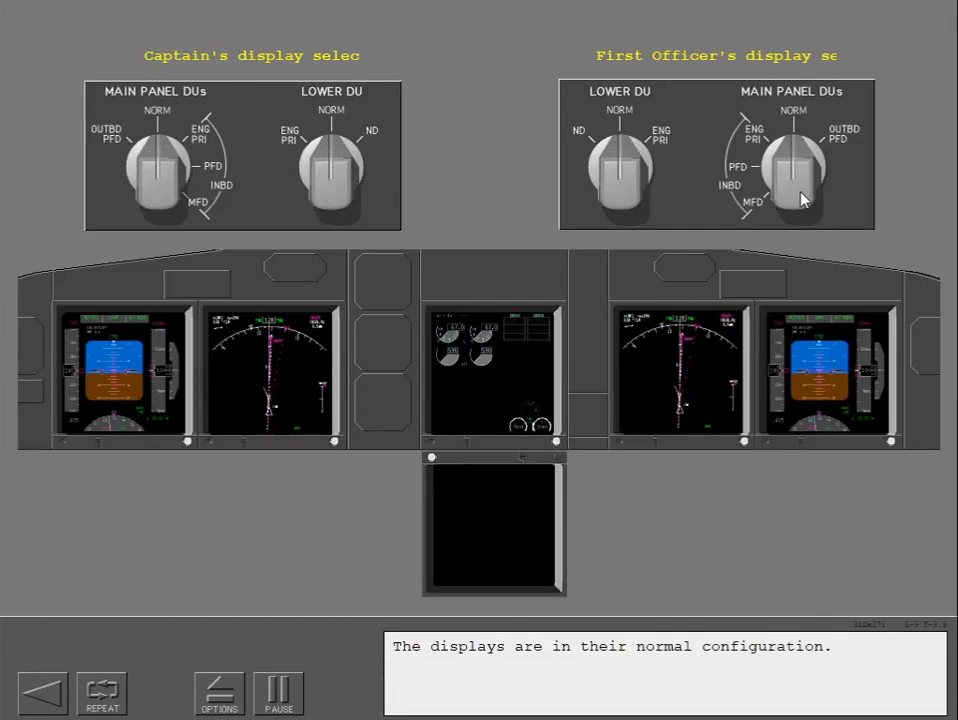 Captain's display selec
First Officer's display se
MAIN PANEL DUs
LOWER DU
NORM
NORM
OUTBD
PFD
ENG
PRI
PFD
INBD
MFD
ENG
PRI
ND
LOWER DU
MAIN PANEL DUs
NORM
NORM
ND
ENG
PRI
ENG
PRI
OUTBD
PFD
PFD
INBD
MFD
The displays are in their normal configuration.
REPEAT
OPTIONS
PAUSE